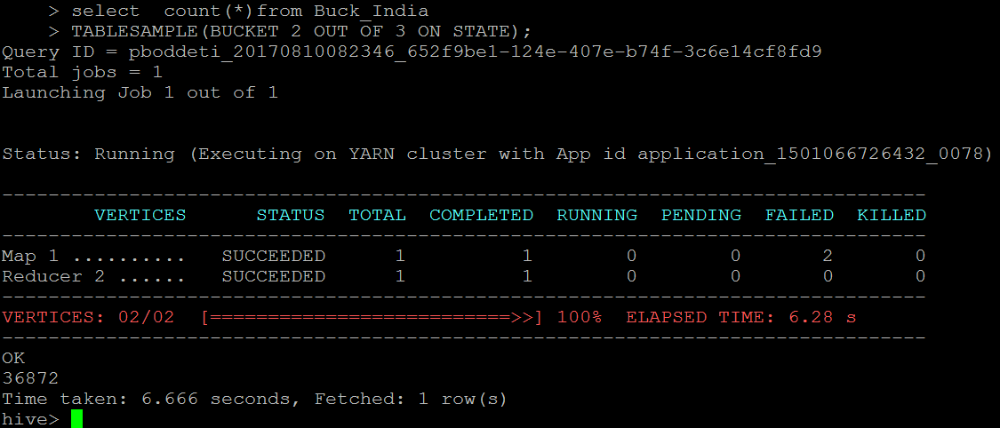 > select  count(*)from Buck_India
> TABLESAMPLE(BUCKET 2 OUT OF 3 ON STATE);
Query ID = pboddeti_20170810082346_652f9be1-124e-407e-b74f-3c6e14cf8fd9
Total jobs = 1
Launching Job 1 out of 1
Status: Running (Executing on YARN cluster with App id application_1501066726432_0078)
--------------------------------------------------------------------------------
VERTICES      STATUS  TOTAL  COMPLETED  RUNNING  PENDING  FAILED  KILLED
--------------------------------------------------------------------------------
Map 1 ..........   SUCCEEDED      1          1        0        0       2       0
Reducer 2 ......   SUCCEEDED      1          1        0        0       0       0
--------------------------------------------------------------------------------
VERTICES: 02/02  [==========================>>] 100%  ELAPSED TIME: 6.28 s
--------------------------------------------------------------------------------
OK
36872
Time taken: 6.666 seconds, Fetched: 1 row(s)
hive>